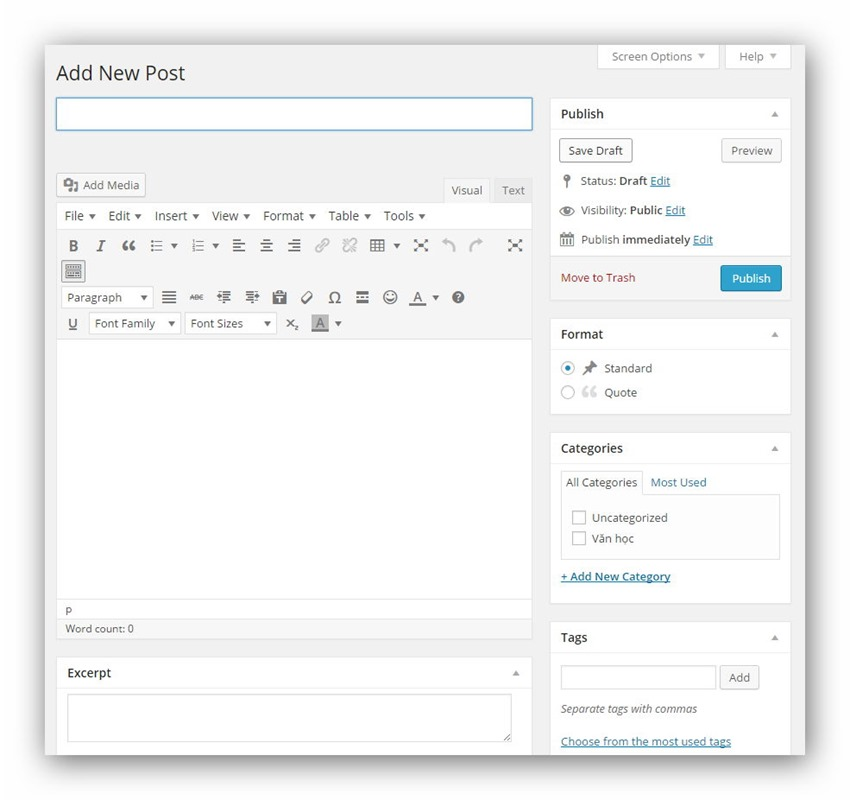 Screen Options
Help
Add New Post
Add Media
Visual
Text
File Edit Insert View Format Table Tools
B I
Paragraph ABC A
U Font Family Font Sizes X₂ A
p
Word count: 0
Excerpt
Publish
Save Draft Preview
Status: Draft Edit
Visibility: Public Edit
Publish immediately Edit
Move to Trash Publish
Format
Standard
Quote
Categories
All Categories Most Used
Uncategorized
Văn học
+ Add New Category
Tags
Add
Separate tags with commas
Choose from the most used tags